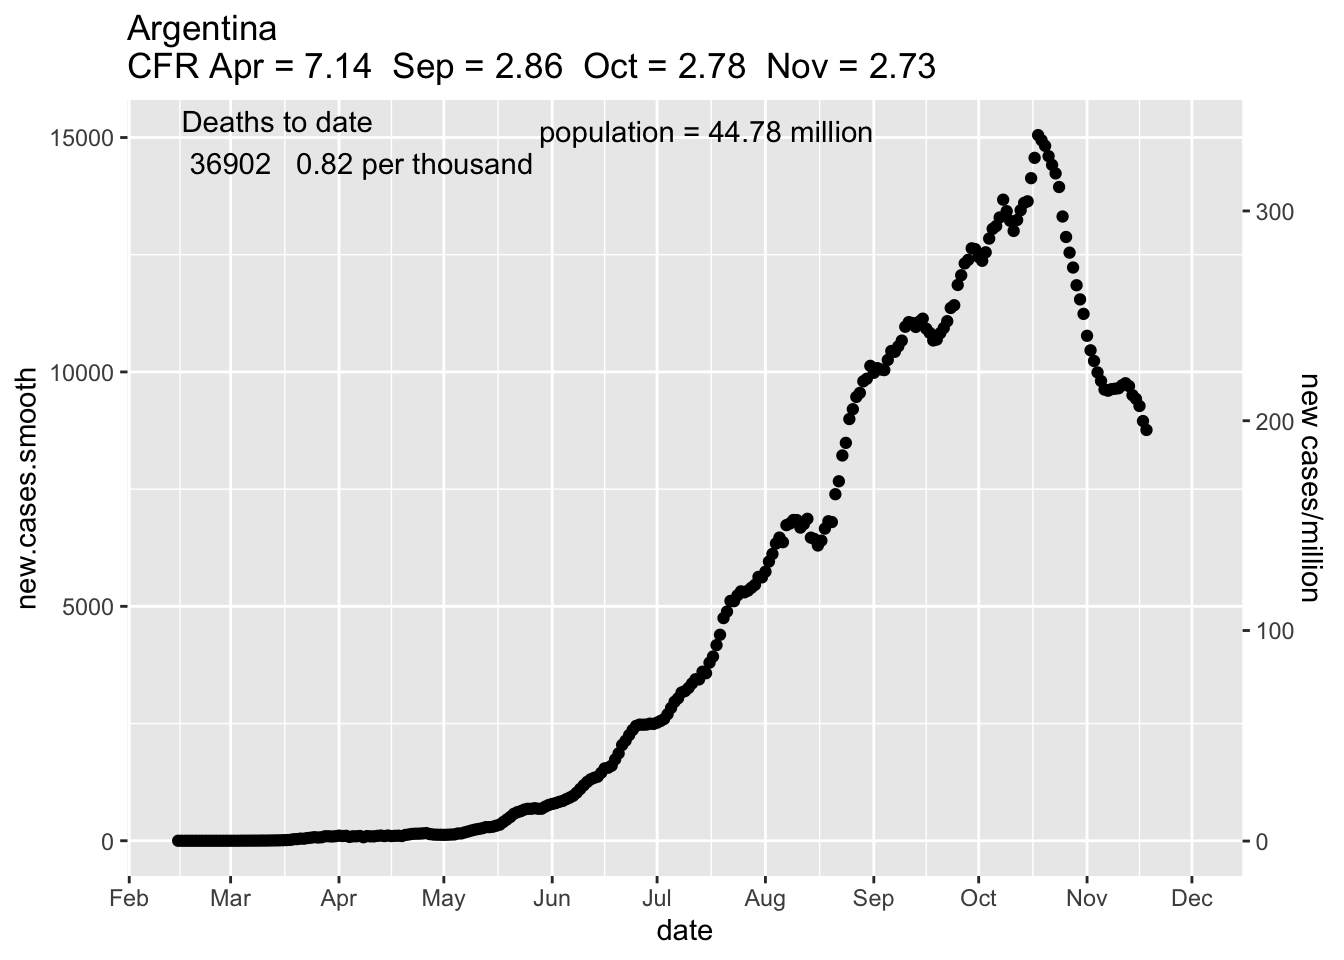 Argentina
CFR Apr = 7.14  Sep = 2.86  Oct = 2.78  Nov = 2.73
Deaths to date
36902   0.82 per thousand
population = 44.78 million
new.cases.smooth
15000
10000
5000
0
300
200
100
0
new cases/million
Feb Mar Apr May Jun Jul Aug Sep Oct Nov Dec
date